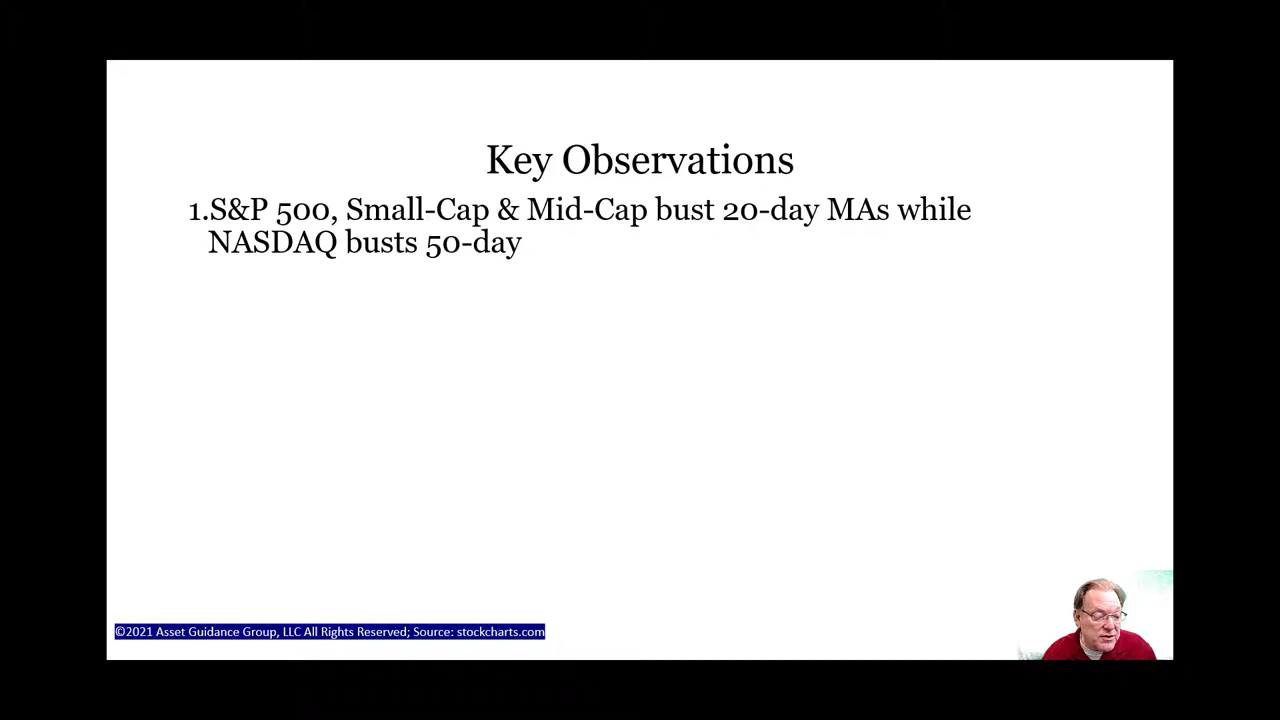 Key Observations
1.S&P 500, Small-Cap & Mid-Cap bust 20-day MAs while
NASDAQ busts 50-day
©2021 Asset Guidance Group, LLC All Rights Reserved; Source: stockcharts.com